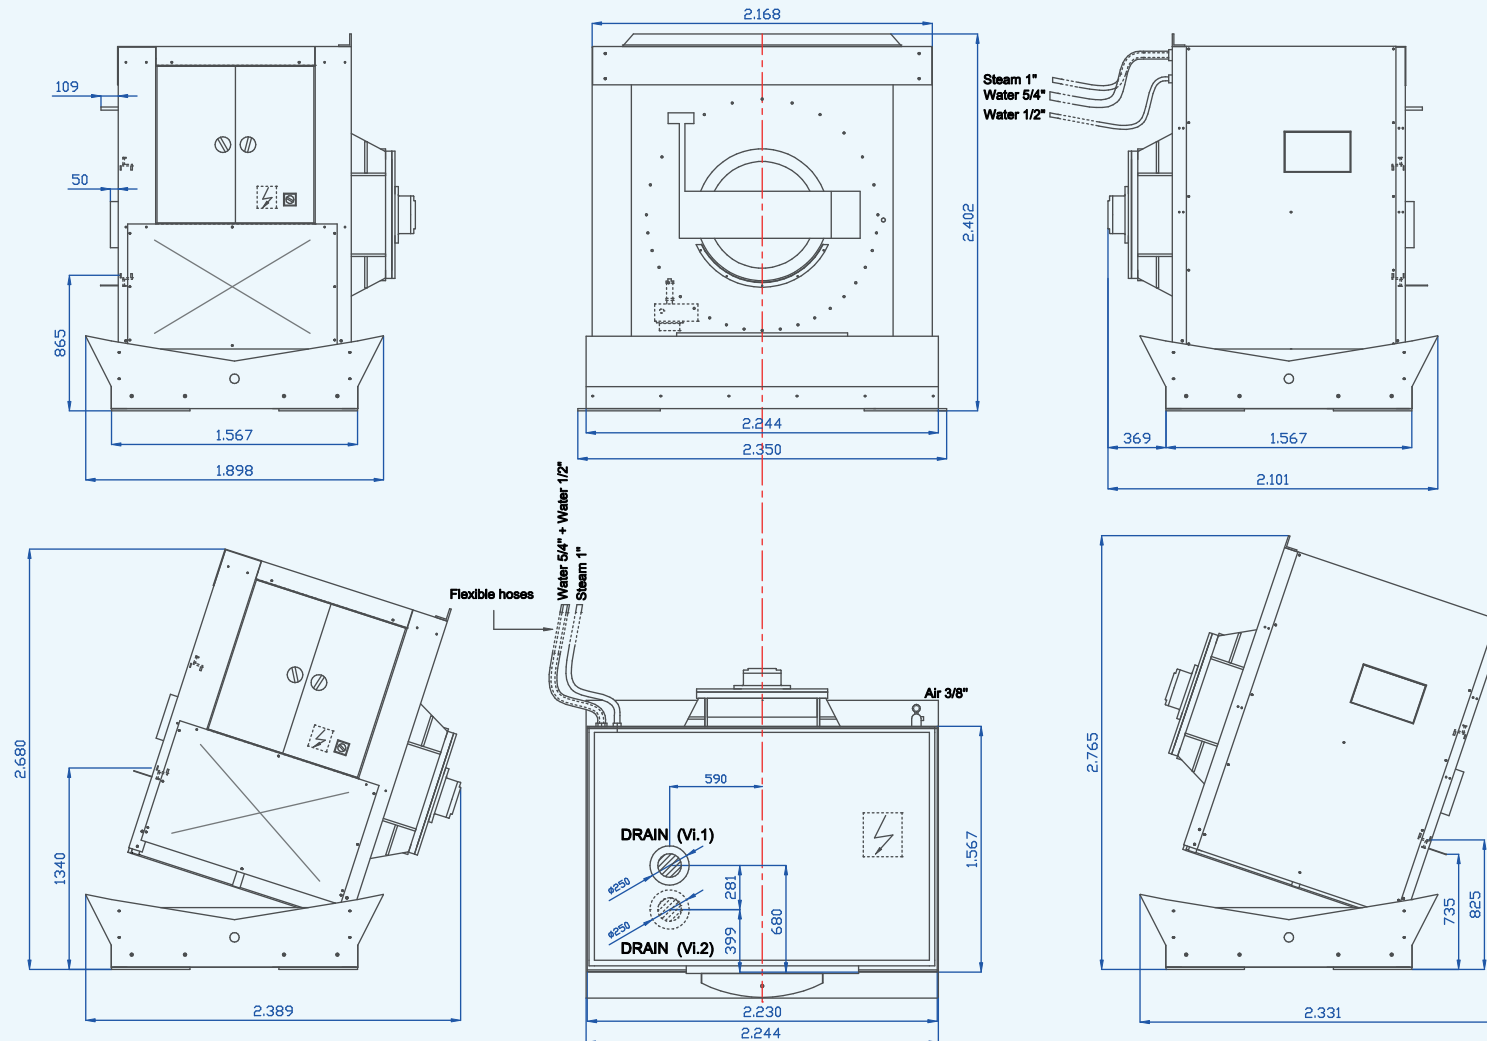 109
50
865
1.567
1.898
2.168
2.402
2.244
2.350
Steam 1"
Water 5/4"
Water 1/2"
369
1.567
2.101
2.680
1340
2.389
Flexible hoses
Water 5/4" + Water 1/2"
Steam 1"
Air 3/8"
590
DRAIN (Vi.1)
ø250
281
680
1.567
ø250
399
DRAIN (Vi.2)
2.230
2.244
2.765
735
825
2.331